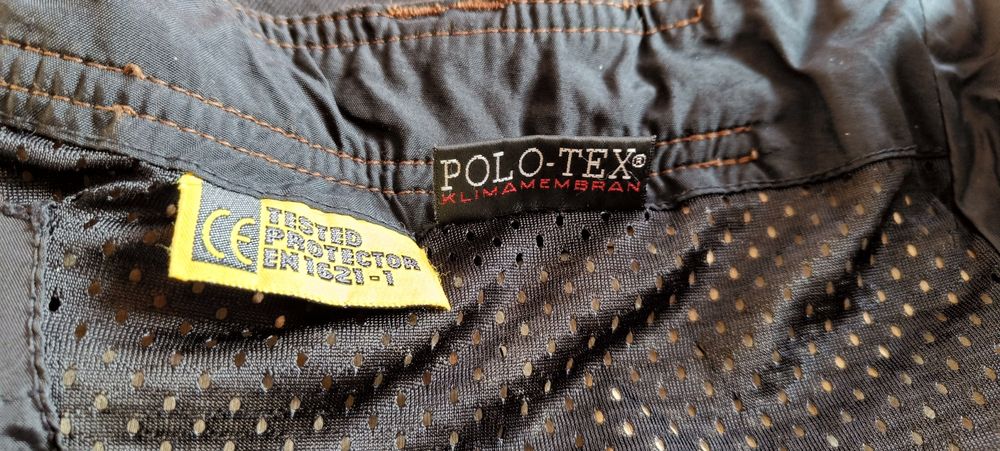 POLO-TEX®
KLIMAMEMBRAN
CE
TESTED
PROTECTOR
EN 1621-1